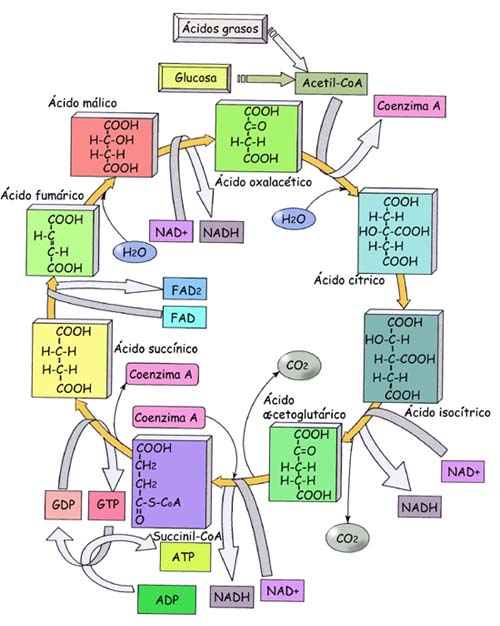 Ácidos grasos
Glucosa
Acetil-CoA
Coenzima A
Ácido málico
COOH
H-C-OH
H-C-H
COOH
COOH
C=O
H-C-H
COOH
Ácido oxalacético
H2O
COOH
H-C-H
HO-C-COOH
H-C-H
COOH
Ácido cítrico
Ácido fumárico
COOH
H-C
C-H
COOH
H2O
NAD+
NADH
FAD2
FAD
COOH
H-C-H
H-C-H
COOH
Ácido succínico
Coenzima A
Coenzima A
CO2
COOH
HO-C-H
H-C-COOH
H-C-H
COOH
Ácido isocítrico
Ácido
αcetoglutárico
COOH
C=O
H-C-H
H-C-H
COOH
NAD+
NADH
CO2
COOH
CH2
CH2
C-S-CoA
O
Succinil-CoA
GDP
GTP
ATP
ADP
NADH
NAD+